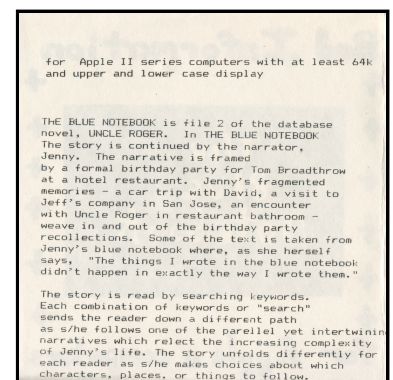 for Apple II series computers with at least 64k
and upper and lower case display
THE BLUE NOTEBOOK is file 2 of the database
novel, UNCLE ROGER. In THE BLUE NOTEBOOK
The story is continued by the narrator,
Jenny. The narrative is framed
by a formal birthday party for Tom Broadthrow
at a hotel restaurant. Jenny's fragmented
memories - a car trip with David, a visit to
Jeff's company in San Jose, an encounter
with Uncle Roger in restaurant bathroom -
weave in and out of the birthday party
recollections. Some of the text is taken from
Jenny's blue notebook where, as she herself
says, "The things I wrote in the blue notebook
didn't happen in exactly the way I wrote them."
The story is read by searching keywords.
Each combination of keywords or "search"
sends the reader down a different path
as s/he follows one of the parellel yet intertwinin
narratives which relect the increasing complexity
of Jenny's life. The story unfolds differently for
each reader as s/he makes choices about which
characters, places, or things to follow.